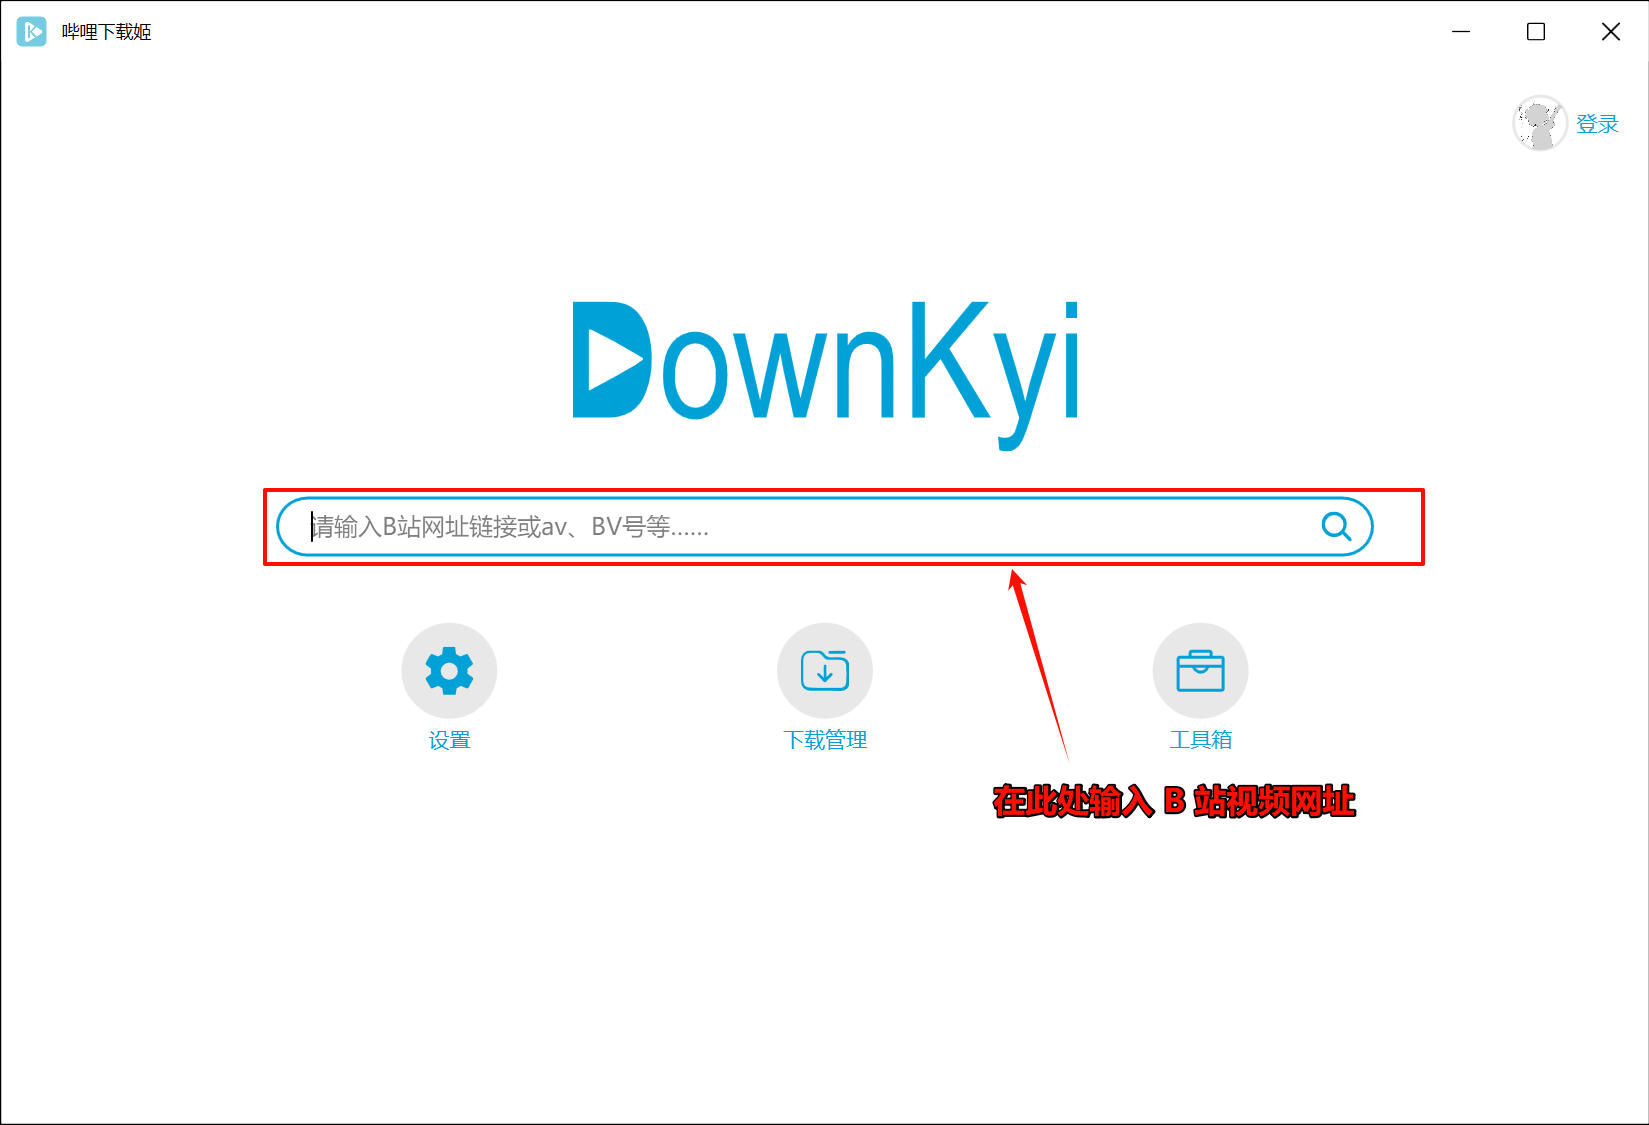 哔哩下载姬
登录
DownKyi
请输入B站网址链接或av、BV号等......
设置
下载管理
工具箱
在此处输入 B 站视频网址